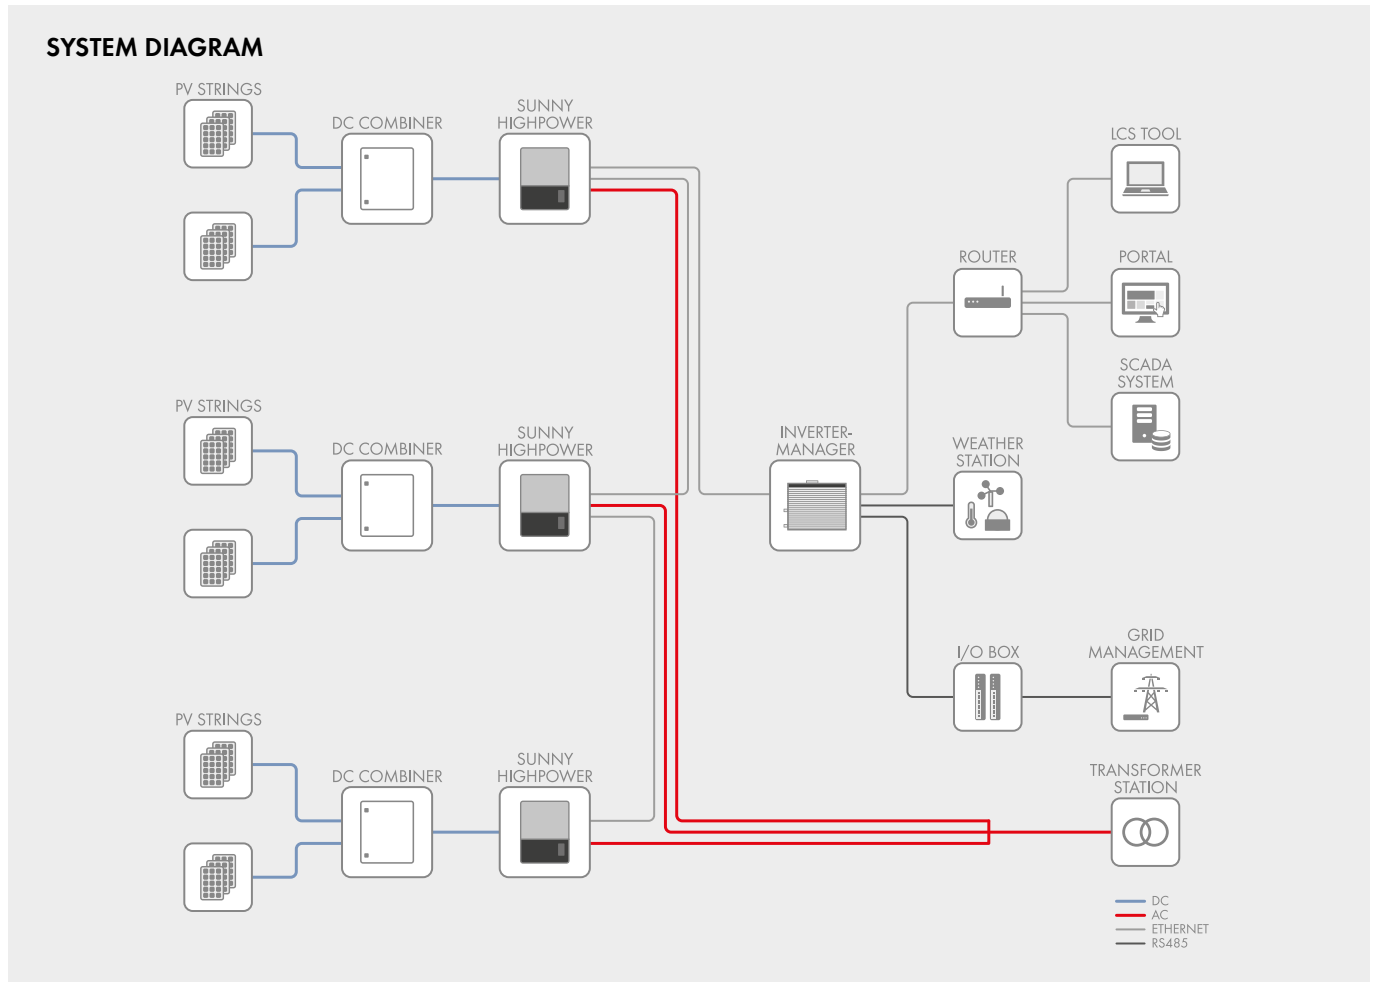 SYSTEM DIAGRAM
PV STRINGS
DC COMBINER
SUNNY
HIGHPOWER
LCS TOOL
ROUTER
PORTAL
SCADA
SYSTEM
PV STRINGS
DC COMBINER
SUNNY
HIGHPOWER
INVERTER-
MANAGER
WEATHER
STATION
I/O BOX
GRID
MANAGEMENT
PV STRINGS
DC COMBINER
SUNNY
HIGHPOWER
TRANSFORMER
STATION
DC
AC
ETHERNET
RS485